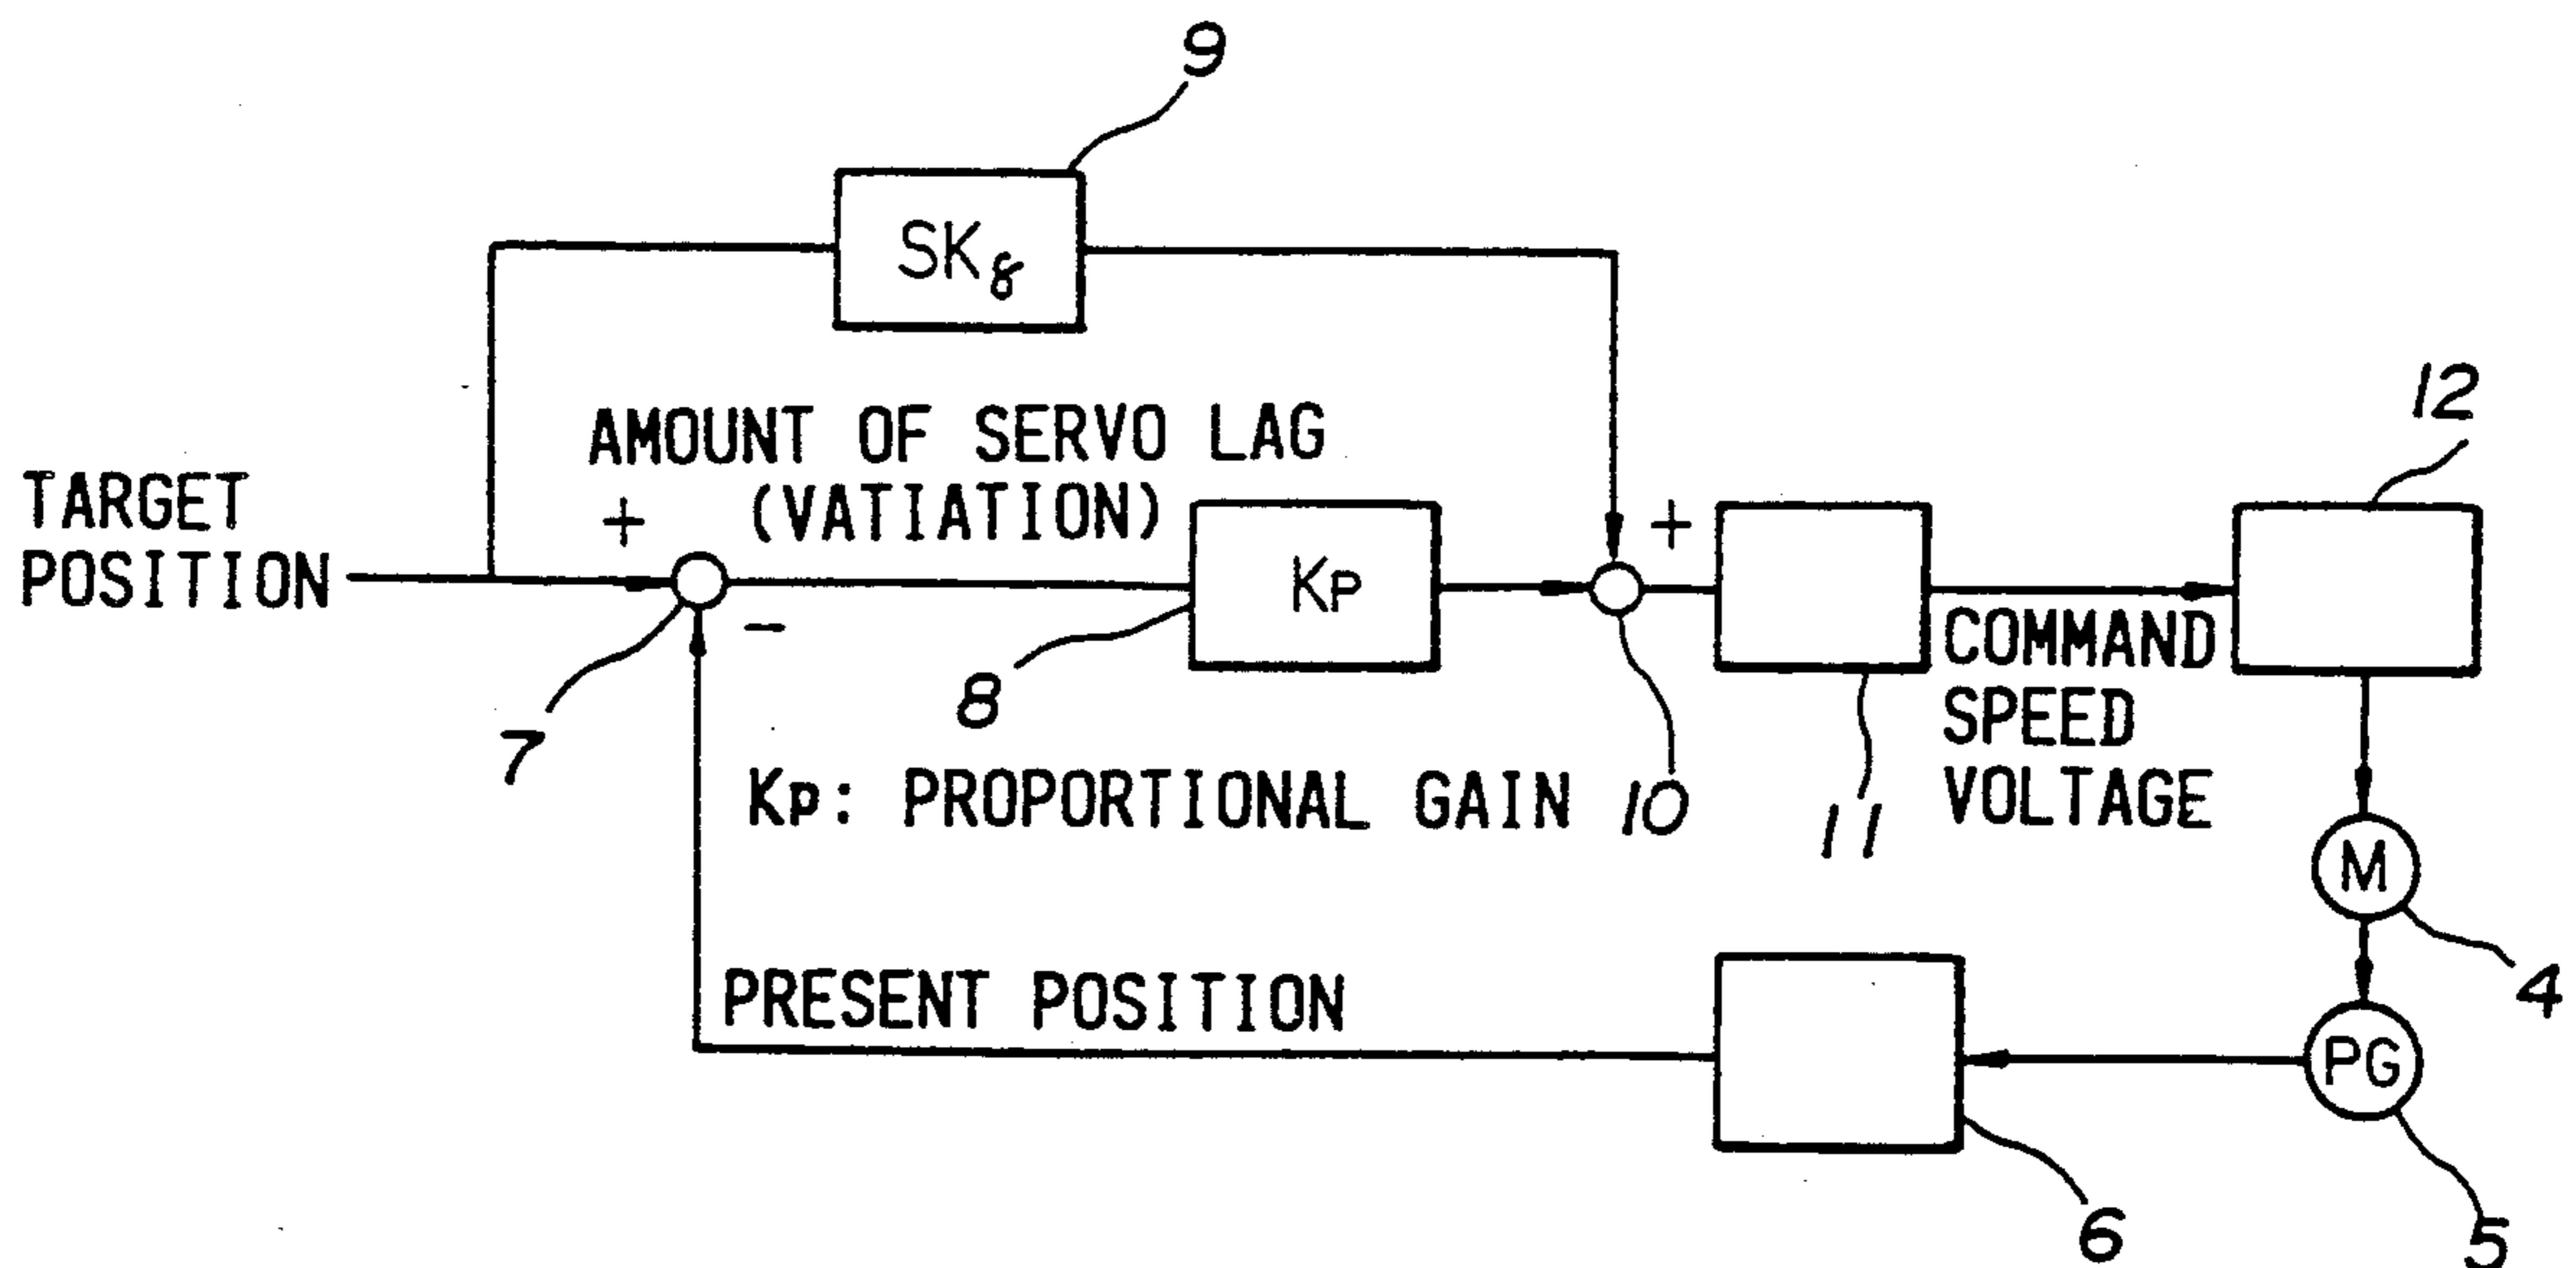 9
SK8
12
AMOUNT OF SERVO LAG
(VATIATION)
TARGET
POSITION
+
+
-
KP
COMMAND
SPEED
VOLTAGE
7
8
KP: PROPORTIONAL GAIN
10
11
M
4
PRESENT POSITION
PG
6
5